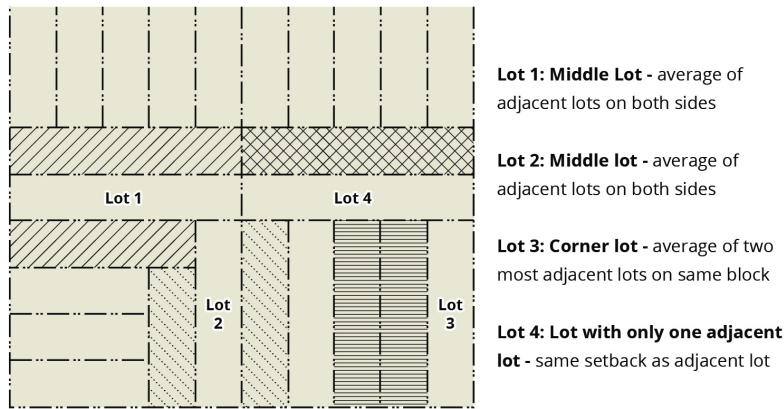 Lot 1
Lot 4
Lot
2
Lot
3
Lot 1: Middle Lot - average of
adjacent lots on both sides
Lot 2: Middle lot - average of
adjacent lots on both sides
Lot 3: Corner lot - average of two
most adjacent lots on same block
Lot 4: Lot with only one adjacent
lot - same setback as adjacent lot